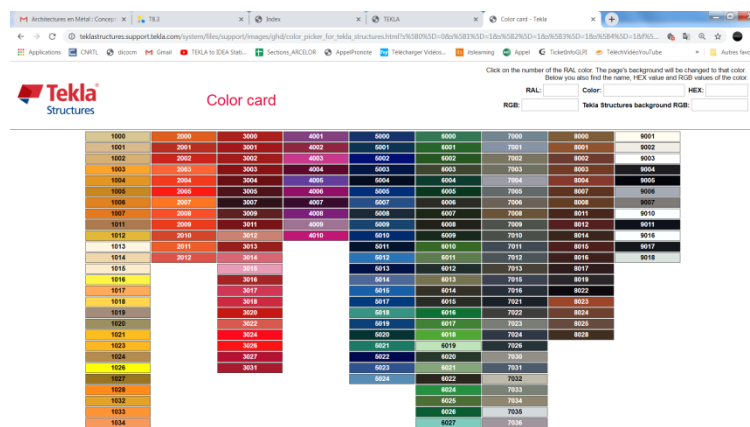 Architectures en Métal : Concept
T8.3
Index
TEKLA
Color card - Tekla
teklastructures.support.tekla.com/system/files/support/images/ghd/color_picker_for_tekla_structures.html
Applications CNRTL dicocm Gmail TEKLA to IDEA Stati... Sections_ARCELOR AppelPronote Télécharger Vidéos... itslearning Appel TicketInfoGLPI TéléchVidéoYouTube » Autres favo
Click on the number of the RAL color. The page's background will be changed to that color
Below you also find the name, HEX value and RGB values of the color.
RAL: Color: HEX:
RGB: Tekla Structures background RGB:
Tekla
Structures
Color card
1000 2000 3000 4001 5000 6000 7000 8000 9001
1001 2001 3001 4002 5001 6001 7001 8001 9002
1002 2002 3002 4003 5002 6002 7002 8002 9003
1003 2003 3003 4004 5003 6003 7003 8003 9004
1004 2004 3004 4005 5004 6004 7004 8004 9005
1005 2005 3005 4006 5005 6005 7005 8007 9006
1006 2007 3007 4007 5007 6006 7006 8008 9007
1007 2008 3009 4008 5008 6007 7008 8011 9010
1011 2009 3011 4009 5009 6008 7009 8012 9011
1012 2010 3012 4010 5010 6009 7010 8014 9016
1013 2011 3013 5011 6010 7011 8015 9017
1014 2012 3014 5012 6011 7012 8016 9018
1015 3015 5013 6012 7013 8017
1016 3016 5014 6013 7015 8019
1017 3017 5015 6014 7016 8022
1018 3018 5017 6015 7021 8023
1019 3020 5018 6016 7022 8024
1020 3022 5019 6017 7023 8025
1021 3024 5020 6018 7024 8028
1023 3026 5021 6019 7026
1024 3027 5022 6020 7030
1026 3031 5023 6021 7031
1027 5024 6022 7032
1028 6024 7033
1032 6025 7034
1033 6026 7035
1034 6027 7036